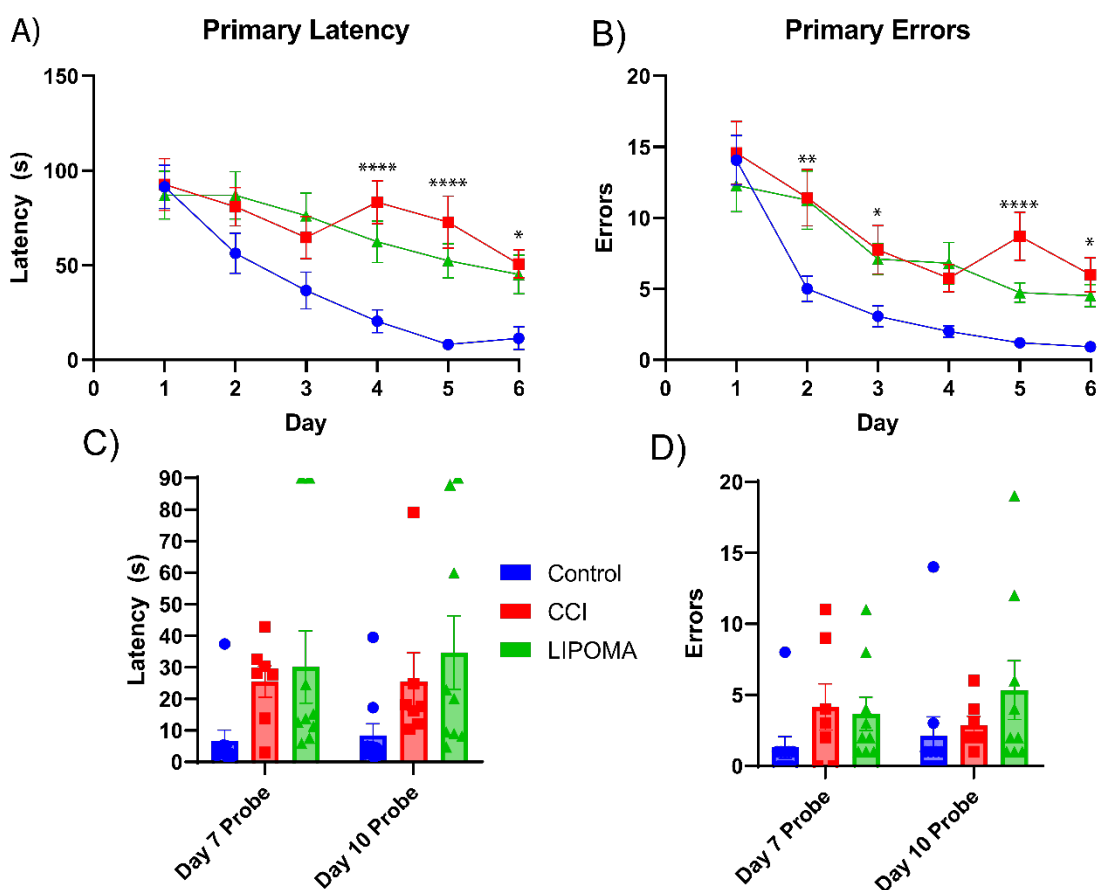 A)
Primary Latency
150
100
50
0
Latency (s)
****
****
*
0 1 2 3 4 5 6
Day
B)
Primary Errors
20
15
10
5
0
Errors
**
*
****
*
0 1 2 3 4 5 6
Day
C)
90
80
70
60
50
40
30
20
10
0
Latency (s)
Day 7 Probe
Day 10 Probe
Control
CCI
LIPOMA
D)
20
15
10
5
0
Errors
Day 7 Probe
Day 10 Probe